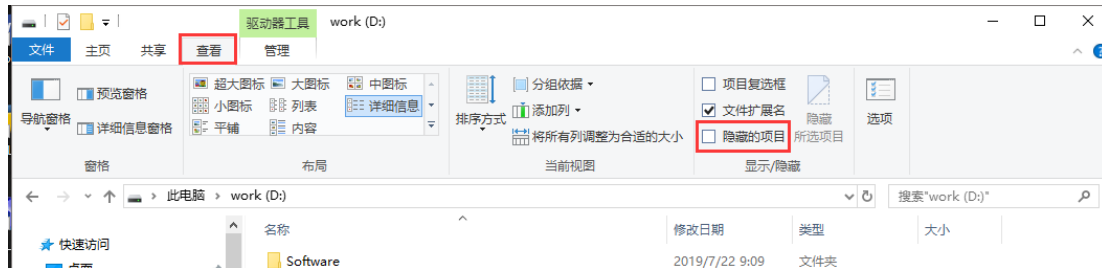 驱动器工具 work (D:)
文件 主页 共享 查看 管理
导航窗格
预览窗格
详细信息窗格
窗格
超大图标 大图标 中图标
小图标 列表 详细信息
平铺 内容
布局
排序方式
分组依据
添加列
将所有列调整为合适的大小
当前视图
项目复选框
文件扩展名
隐藏的项目
隐藏
所选项目
显示/隐藏
选项
此电脑 › work (D:)
搜索"work (D:)"
快速访问
桌面
名称 修改日期 类型 大小
Software 2019/7/22 9:09 文件夹